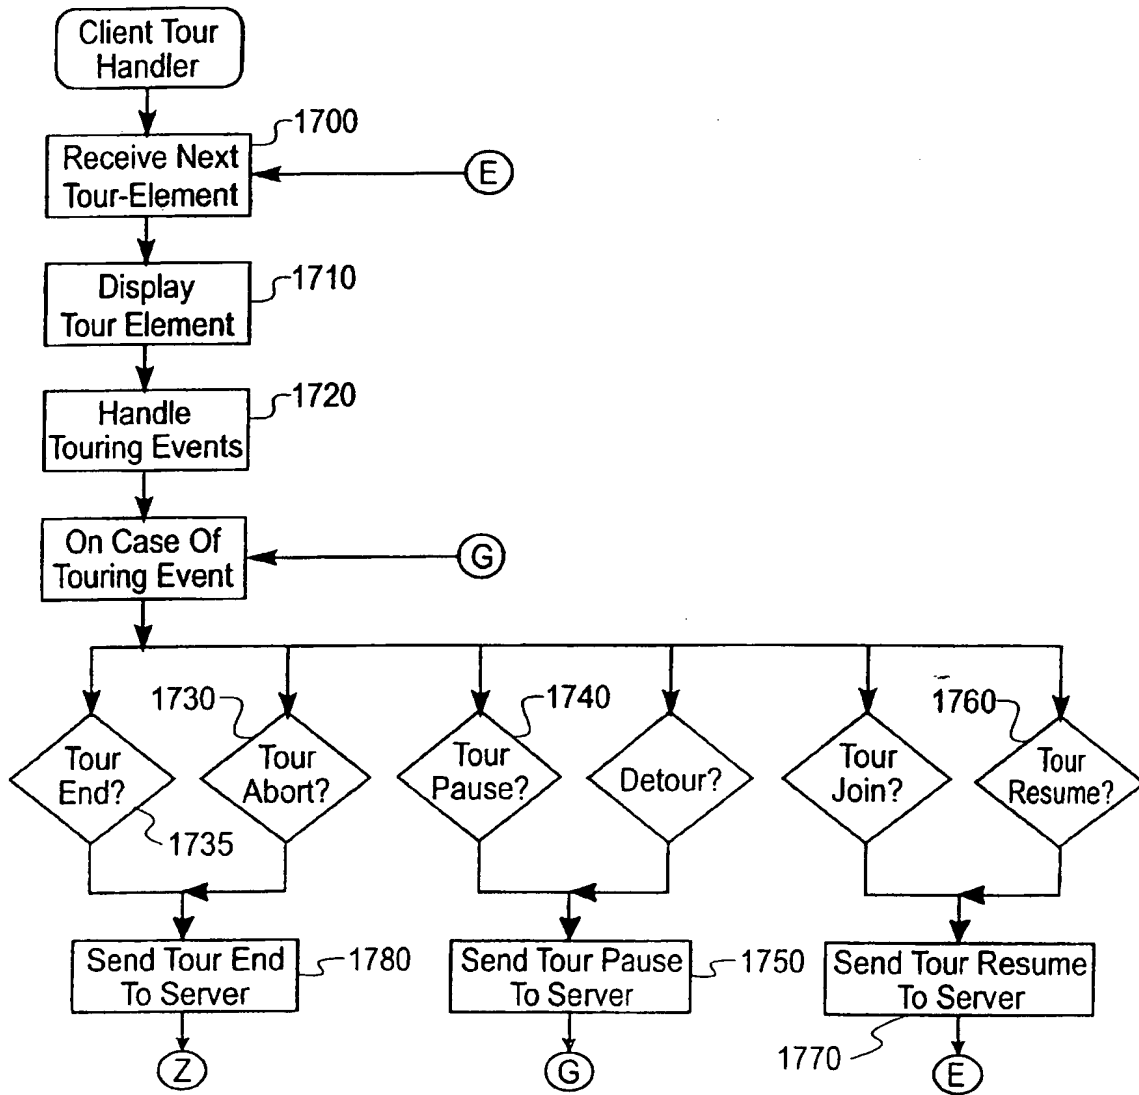 Client Tour
Handler
1700
Receive Next
Tour-Element
E
1710
Display
Tour Element
1720
Handle
Touring Events
On Case Of
Touring Event
G
1730
1740
1760
Tour
End?
Tour
Abort?
Tour
Pause?
Detour?
Tour
Join?
Tour
Resume?
1735
Send Tour End
To Server
1780
Send Tour Pause
To Server
1750
Send Tour Resume
To Server
1770
Z
G
E